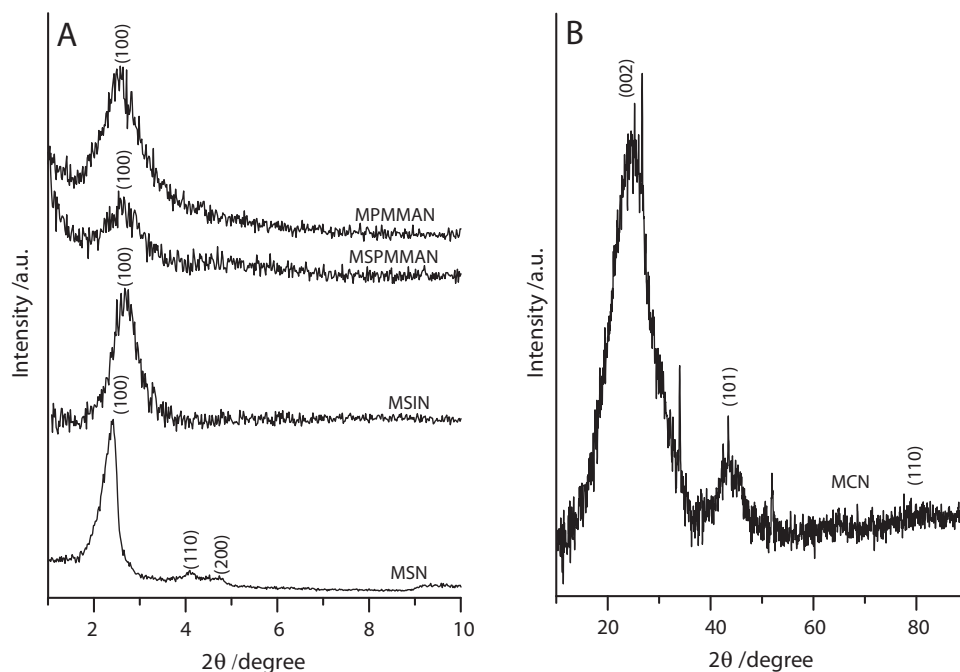 A
(100)
MPMMAN
(100)
MSPMMAN
(100)
MSIN
(100)
(110)
(200)
MSN
Intensity /a.u.
2 4 6 8 10
2θ /degree
B
(002)
(101)
MCN
(110)
Intensity /a.u.
20 40 60 80
2θ /degree